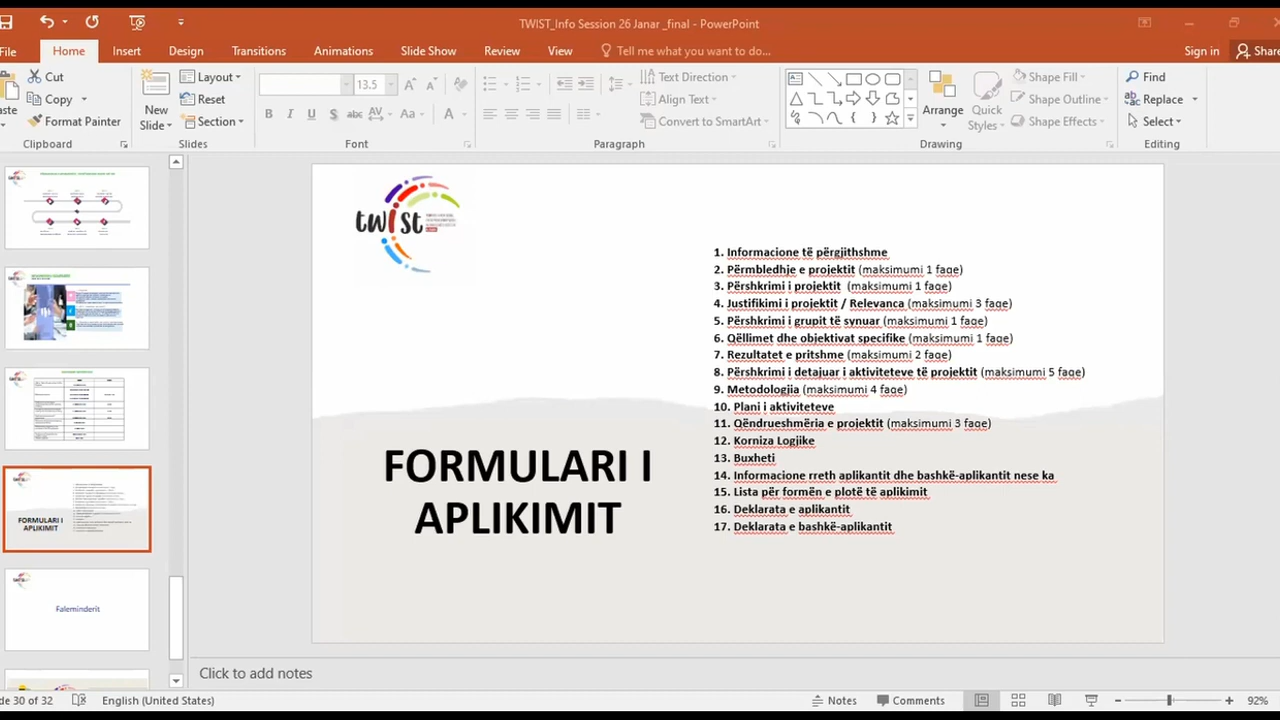 TWIST_Info Session 26 Janar _final - PowerPoint
File
Home
Insert
Design
Transitions
Animations
Slide Show
Review
View
Tell me what you want to do...
Sign in
Share
Cut
Copy
Format Painter
Clipboard
New
Slide
Layout
Reset
Section
Slides
13.5
Font
Text Direction
Align Text
Convert to SmartArt
Paragraph
Arrange
Quick
Styles
Shape Fill
Shape Outline
Shape Effects
Drawing
Find
Replace
Select
Editing
twist
FORMULARI I
APLIKIMIT
1. Informacione të përgjithshme
2. Përmbledhje e projektit (maksimumi 1 faqe)
3. Përshkrimi i projektit (maksimumi 1 faqe)
4. Justifikimi i projektit / Relevanca (maksimumi 3 faqe)
5. Përshkrimi i grupit të synuar (maksimumi 1 faqe)
6. Qëllimet dhe objektivat specifike (maksimumi 1 faqe)
7. Rezultatet e pritshme (maksimumi 2 faqe)
8. Përshkrimi i detajuar i aktiviteteve të projektit (maksimumi 5 faqe)
9. Metodologjia (maksimumi 4 faqe)
10. Plani i aktiviteteve
11. Qëndrueshmëria e projektit (maksimumi 3 faqe)
12. Korniza Logjike
13. Buxheti
14. Informacione rreth aplikantit dhe bashkë-aplikantit nese ka
15. Lista për formën e plotë të aplikimit
16. Deklarata e aplikantit
17. Deklarata e bashkë-aplikantit
FORMULARI I
APLIKIMIT
Faleminderit
Click to add notes
de 30 of 32
English (United States)
Notes
Comments
92%